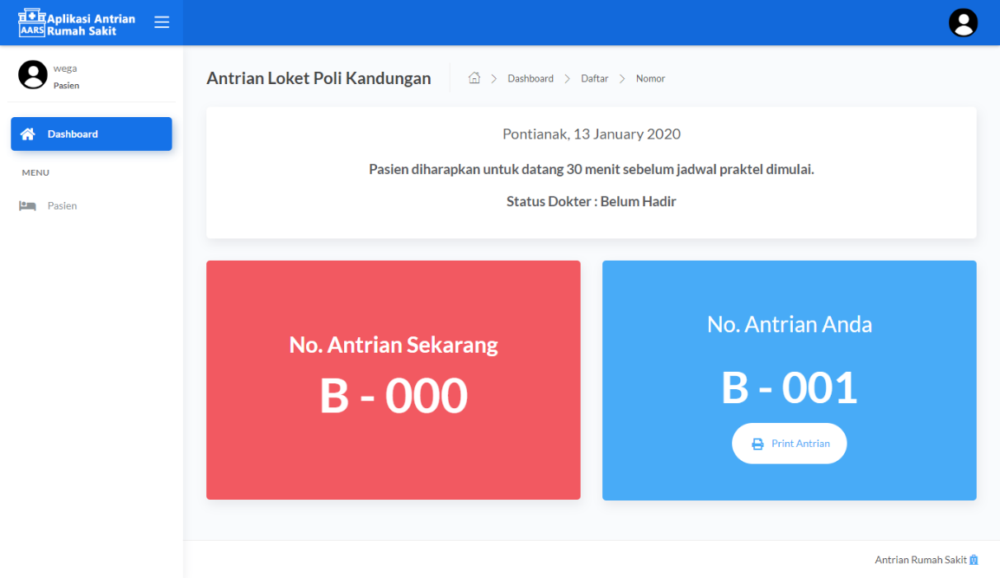 AARS
Aplikasi Antrian
Rumah Sakit
wega
Pasien
Dashboard
MENU
Pasien
Antrian Loket Poli Kandungan
Dashboard
Daftar
Nomor
Pontianak, 13 January 2020
Pasien diharapkan untuk datang 30 menit sebelum jadwal praktel dimulai.
Status Dokter : Belum Hadir
No. Antrian Sekarang
B - 000
No. Antrian Anda
B - 001
Print Antrian
Antrian Rumah Sakit